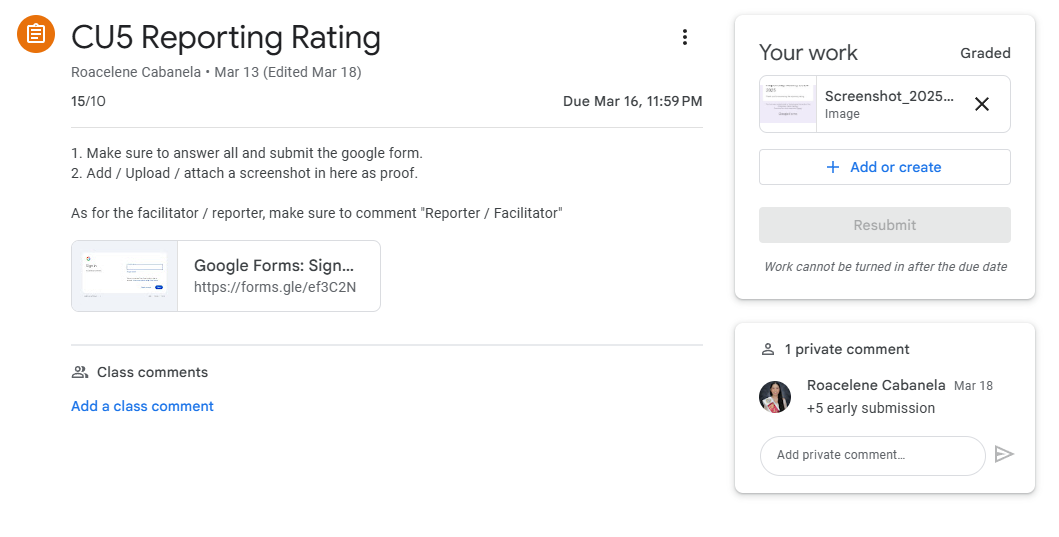 CU5 Reporting Rating
Roacelene Cabanela • Mar 13 (Edited Mar 18)
15/10
Due Mar 16, 11:59 PM
1. Make sure to answer all and submit the google form.
2. Add / Upload / attach a screenshot in here as proof.
As for the facilitator / reporter, make sure to comment "Reporter / Facilitator"
Google Forms: Sign...
https://forms.gle/ef3C2N
Class comments
Add a class comment
Your work
Graded
Screenshot_2025...
Image
+ Add or create
Resubmit
Work cannot be turned in after the due date
1 private comment
Roacelene Cabanela Mar 18
+5 early submission
Add private comment...